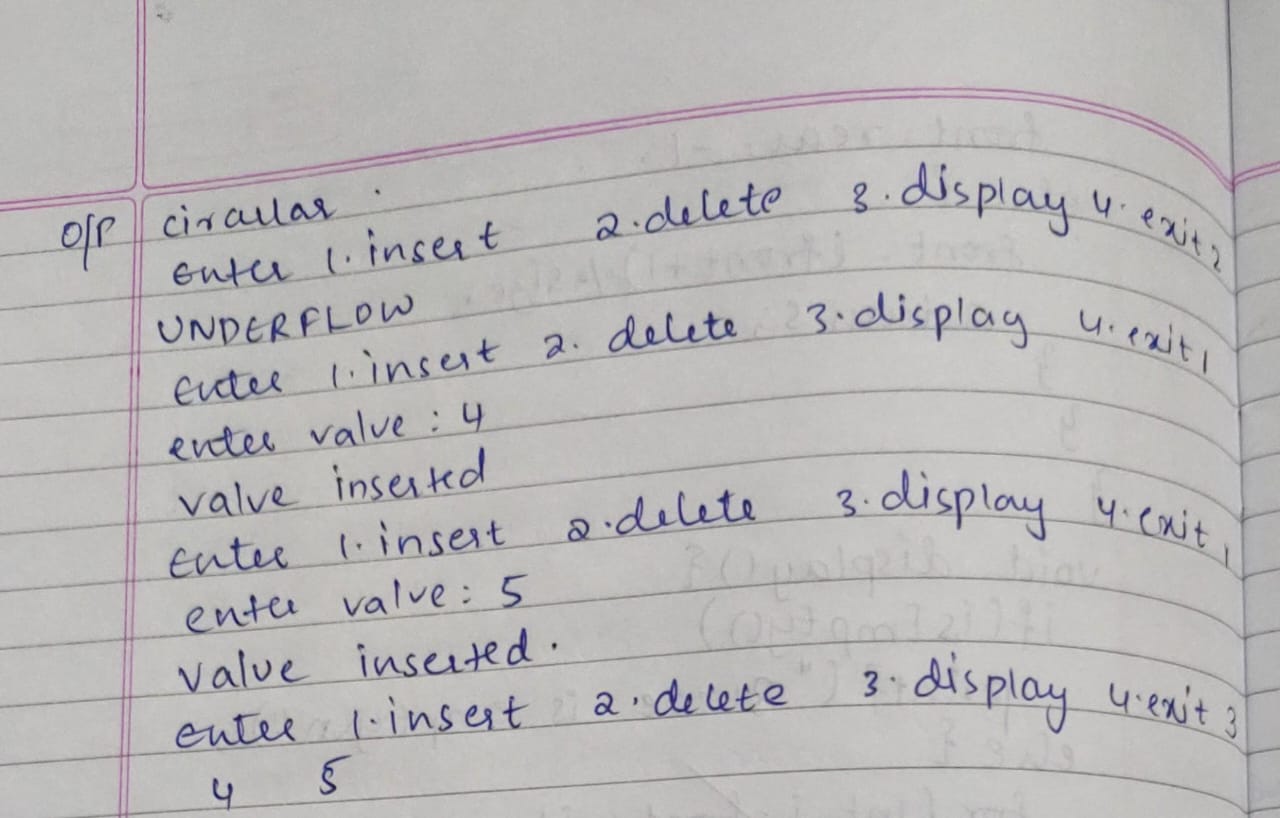 O/P circular.
Enter 1. insert 2. delete 3. display 4. exit 2
UNDERFLOW
Enter 1. insert 2. delete 3. display 4. exit 1
enter value : 4
value inserted
Enter 1. insert 2. delete 3. display 4. exit 1
enter value : 5
value inserted.
enter 1. insert 2. delete 3. display 4. exit 3
4 5